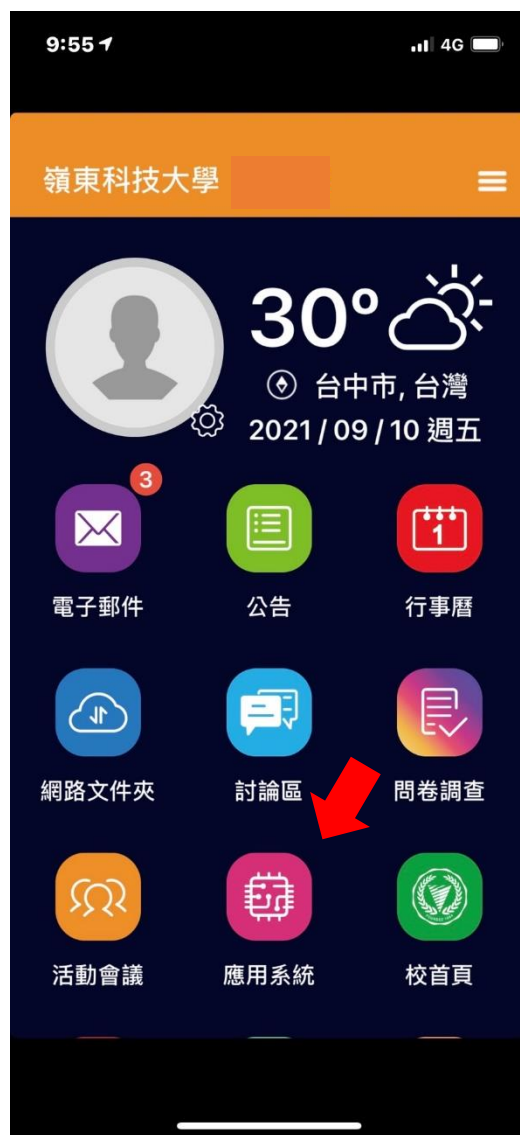 9:55
4G
嶺東科技大學
30°
台中市, 台灣
2021 / 09 / 10 週五
3
1
電子郵件
公告
行事曆
網路文件夾
討論區
問卷調查
活動會議
應用系統
校首頁